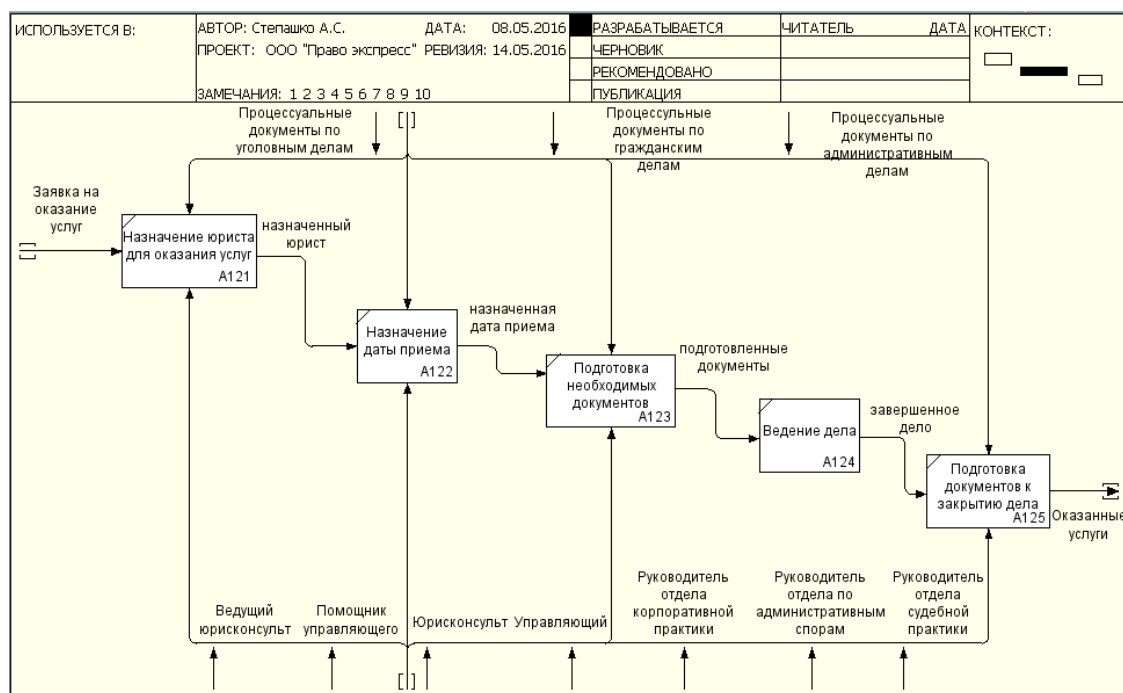 ИСПОЛЬЗУЕТСЯ В:
АВТОР: Степашко А.С.
ДАТА: 08.05.2016
ПРОЕКТ: ООО "Право экспресс"
РЕВИЗИЯ: 14.05.2016
ЗАМЕЧАНИЯ: 1 2 3 4 5 6 7 8 9 10
РАЗРАБАТЫВАЕТСЯ
ЧЕРНОВИК
РЕКОМЕНДОВАНО
ПУБЛИКАЦИЯ
ЧИТАТЕЛЬ
ДАТА
КОНТЕКСТ:
Процессуальные
документы по
уголовным делам
Процессульные
документы по
гражданским
делам
Процессуальные
документы по
административным
делам
Заявка на
оказание
услуг
Назначение юриста
для оказания услуг
A121
назначенный
юрист
Назначение
даты приема
A122
назначенная
дата приема
Подготовка
необходимых
документов
A123
подготовленные
документы
Ведение дела
A124
завершенное
дело
Подготовка
документов к
закрытию дела
A125
Оказанные
услуги
Ведущий
юрисконсульт
Помощник
управляющего
Юрисконсульт
Управляющий
Руководитель
отдела
корпоративной
практики
Руководитель
отдела по
административным
спорам
Руководитель
отдела
судебной
практики